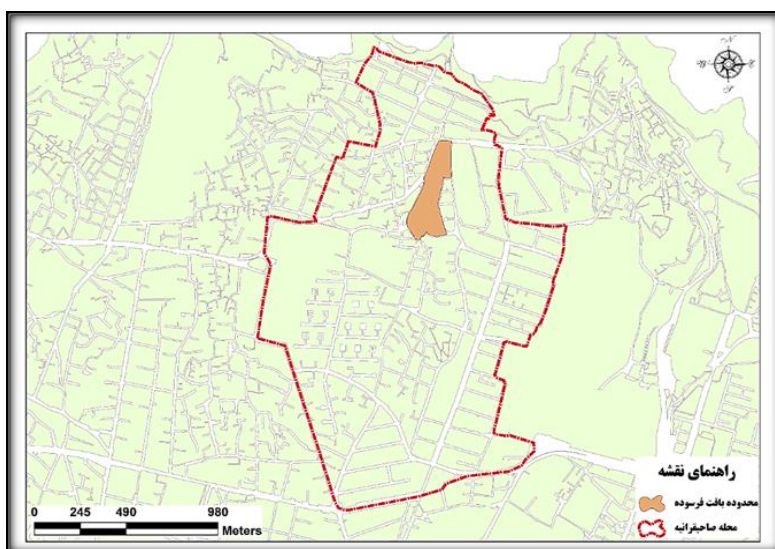 N
راهنمای نقشه
محدوده بافت فرسوده
محله صاحبقرانیه
0 245 490 980
Meters